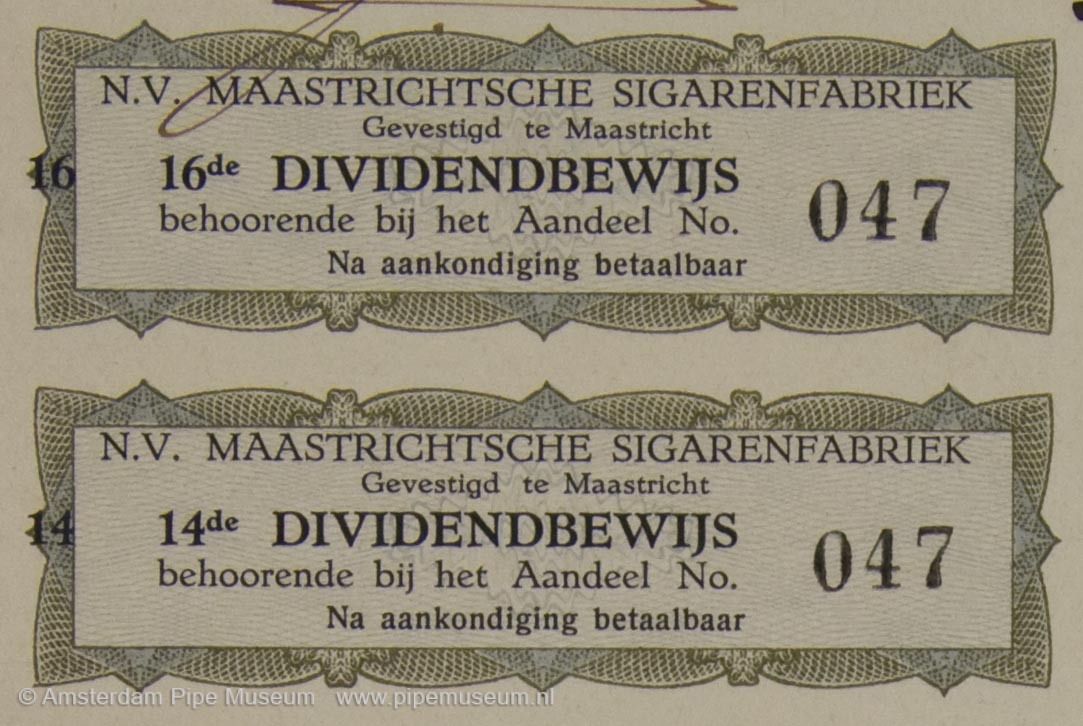 N.V. MAASTRICHTSCHE SIGARENFABRIEK
Gevestigd te Maastricht
16 16de DIVIDENDBEWIJS
behoorende bij het Aandeel No. 047
Na aankondiging betaalbaar
N.V. MAASTRICHTSCHE SIGARENFABRIEK
Gevestigd te Maastricht
14 14de DIVIDENDBEWIJS
behoorende bij het Aandeel No. 047
Na aankondiging betaalbaar
© Amsterdam Pipe Museum www.pipemuseum.nl